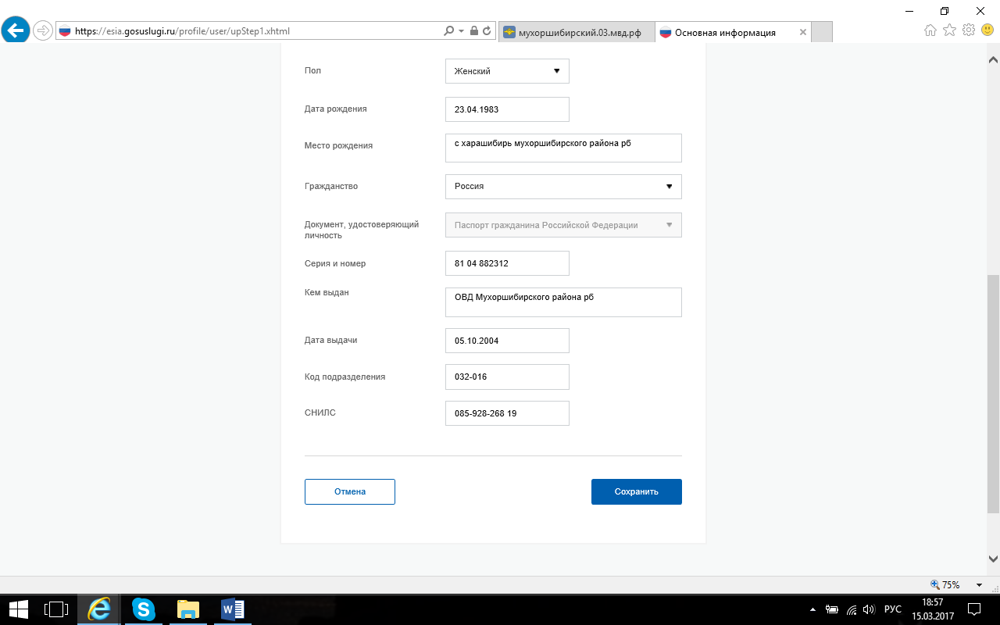 https://esia.gosuslugi.ru/profile/user/upStep1.xhtml
мухоршибирский.03.мвд.рф
Основная информация
Пол
Женский
Дата рождения
23.04.1983
Место рождения
с харашибирь мухоршибирского района рб
Гражданство
Россия
Документ, удостоверяющий
личность
Паспорт гражданина Российской Федерации
Серия и номер
81 04 882312
Кем выдан
ОВД Мухоршибирского района рб
Дата выдачи
05.10.2004
Код подразделения
032-016
СНИЛС
085-928-268 19
Отмена
Сохранить
75%
РУС
18:57
15.03.2017